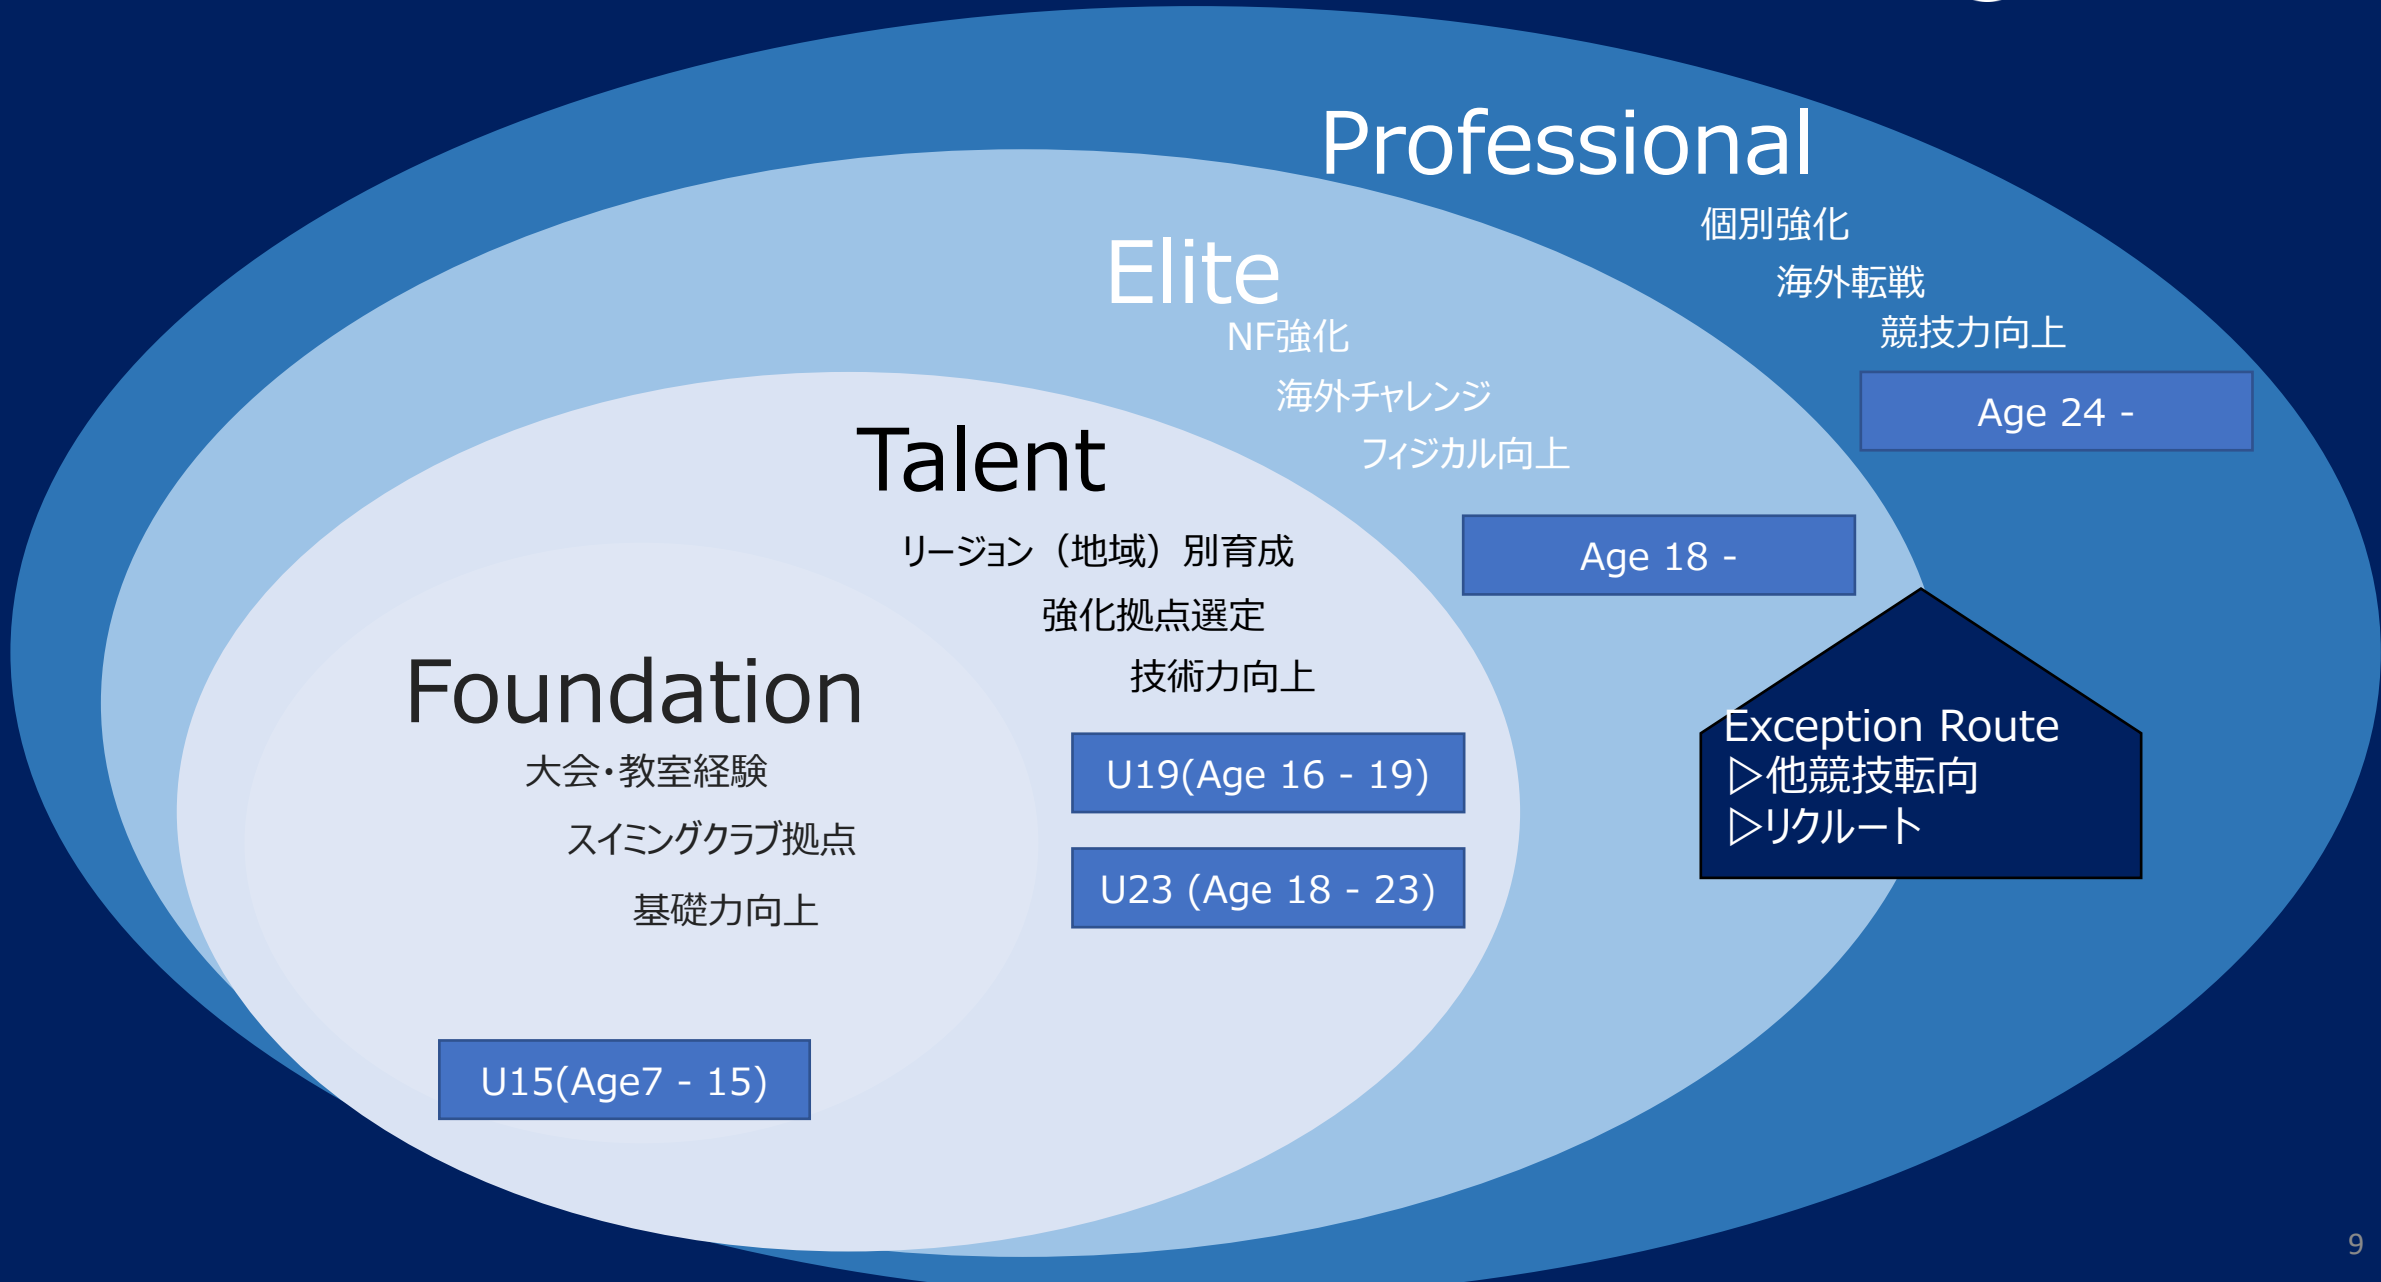 Professional
個別強化
海外転戦
競技力向上
Age 24 -
Elite
NF強化
海外チャレンジ
フィジカル向上
Age 18 -
Talent
リージョン（地域）別育成
強化拠点選定
技術力向上
U19(Age 16 - 19)
U23 (Age 18 - 23)
Foundation
大会・教室経験
スイミングクラブ拠点
基礎力向上
U15(Age7 - 15)
Exception Route
▷他競技転向
▷リクルート
9